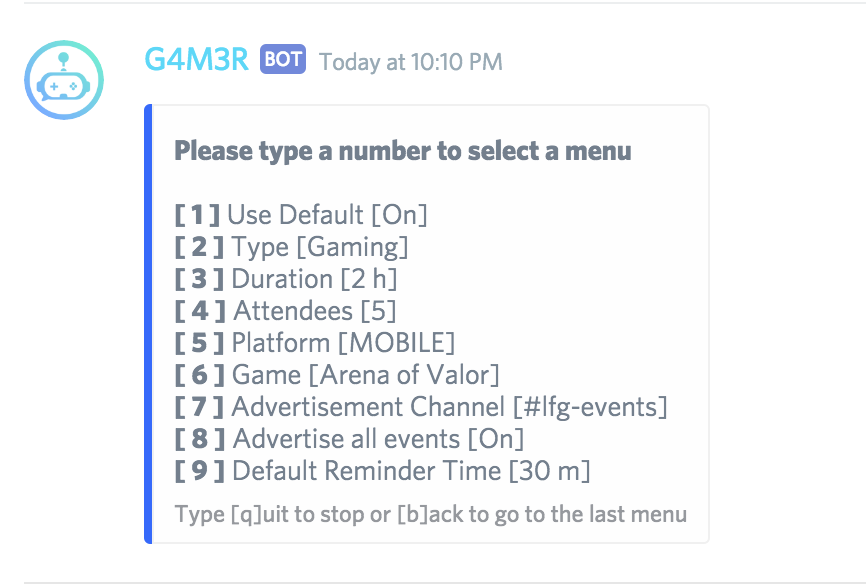 G4M3R BOT Today at 10:10 PM
Please type a number to select a menu
[ 1 ] Use Default [On]
[ 2 ] Type [Gaming]
[ 3 ] Duration [2 h]
[ 4 ] Attendees [5]
[ 5 ] Platform [MOBILE]
[ 6 ] Game [Arena of Valor]
[ 7 ] Advertisement Channel [#lfg-events]
[ 8 ] Advertise all events [On]
[ 9 ] Default Reminder Time [30 m]
Type [q]uit to stop or [b]ack to go to the last menu